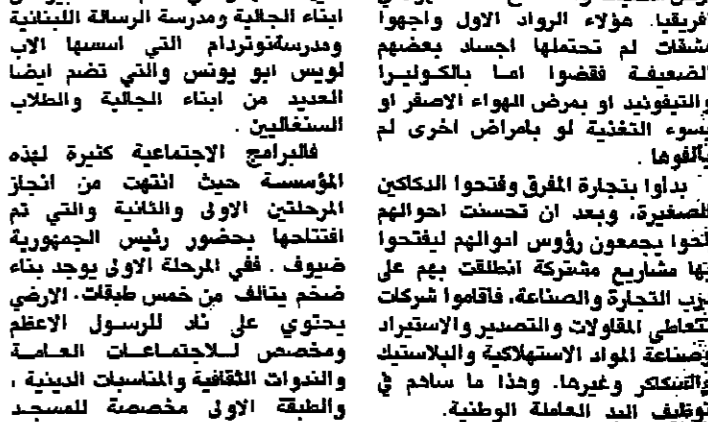 افريقيا. هؤلاء الرواد الاول واجهوا
مشقات لم تحتملها اجساد بعضهم
الضعيفة فقضوا اما بالكوليرا
والتيفوئيد او بمرض الهواء الاصفر او
بسوء التغذية لو بامراض اخرى لم
يألفوها .
بداوا بتجارة المفرق وفتحوا الدكاكين
الصغيرة، وبعد ان تحسنت احوالهم
اخوا يجمعون رؤوس اموالهم ليفتحوا
بها مشاريع مشتركة انطلقت بهم على
درب التجارة والصناعة، فأقاموا شركات
تتعاطى المقاولات والتصدير والاستيراد
وصناعة المواد الاستهلاكية والبلاستيك
والسكاكر وغيرها. وهذا ما ساهم في
توظيف اليد العاملة الوطنية.
ابناء الجالية ومدرسة الرسالة اللبنانية
ومدرسةنوتردام التي اسسها الاب
لويس ابو يونس والتي تضم ايضا
العديد من ابناء الجالية والطلاب
السنغاليين .
فالبرامج الاجتماعية كثيرة لهذه
المؤسسة حيث انتهت من انجاز
المرحلتين الاولى والثانية والتي تم
افتتاحها بحضور رئيس الجمهورية
ضيوف . ففي المرحلة الاولى يوجد بناء
ضخم يتالف من خمس طبقات، الارضي
يحتوي على ناد للرسول الاعظم
ومخصص للاجتماعات العامة
والندوات الثقافية والمناسبات الدينية ،
والطبقة الاولى مخصصة للمسجد